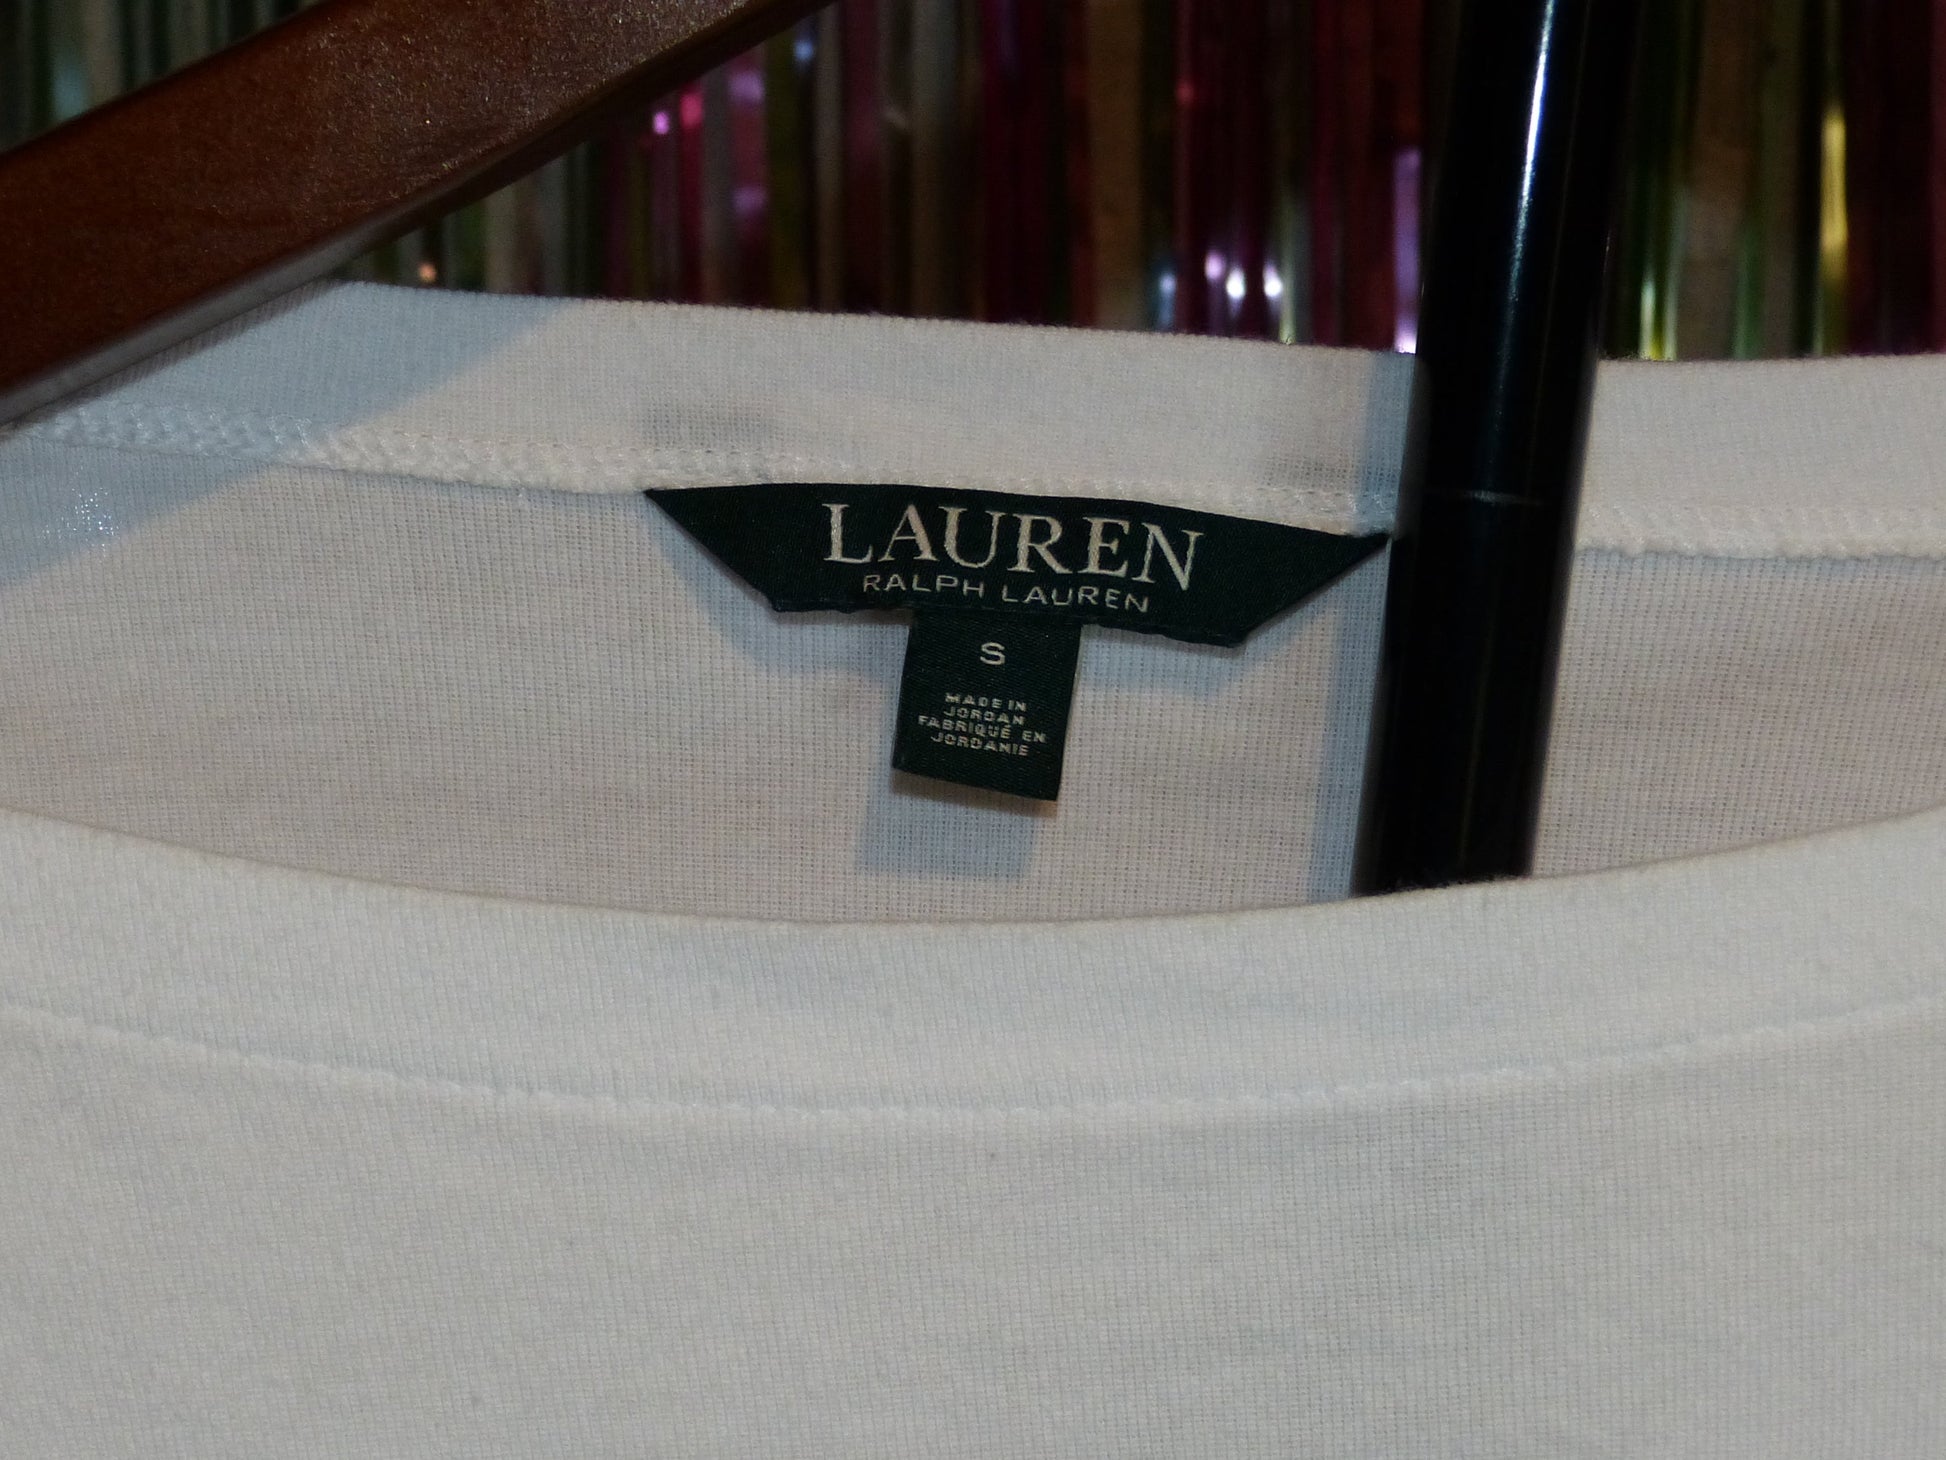 LAUREN
RALPH LAUREN
S
MADE IN
JORDAN
FABRIQUÉ EN
JORDANIE